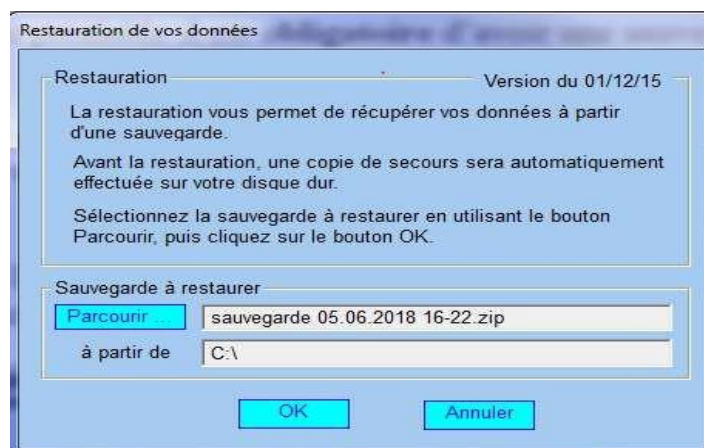 Restauration de vos données
Restauration
Version du 01/12/15
La restauration vous permet de récupérer vos données à partir
d'une sauvegarde.
Avant la restauration, une copie de secours sera automatiquement
effectuée sur votre disque dur.
Sélectionnez la sauvegarde à restaurer en utilisant le bouton
Parcourir, puis cliquez sur le bouton OK.
Sauvegarde à restaurer
Parcourir ... sauvegarde 05.06.2018 16-22.zip
à partir de C:\
OK Annuler